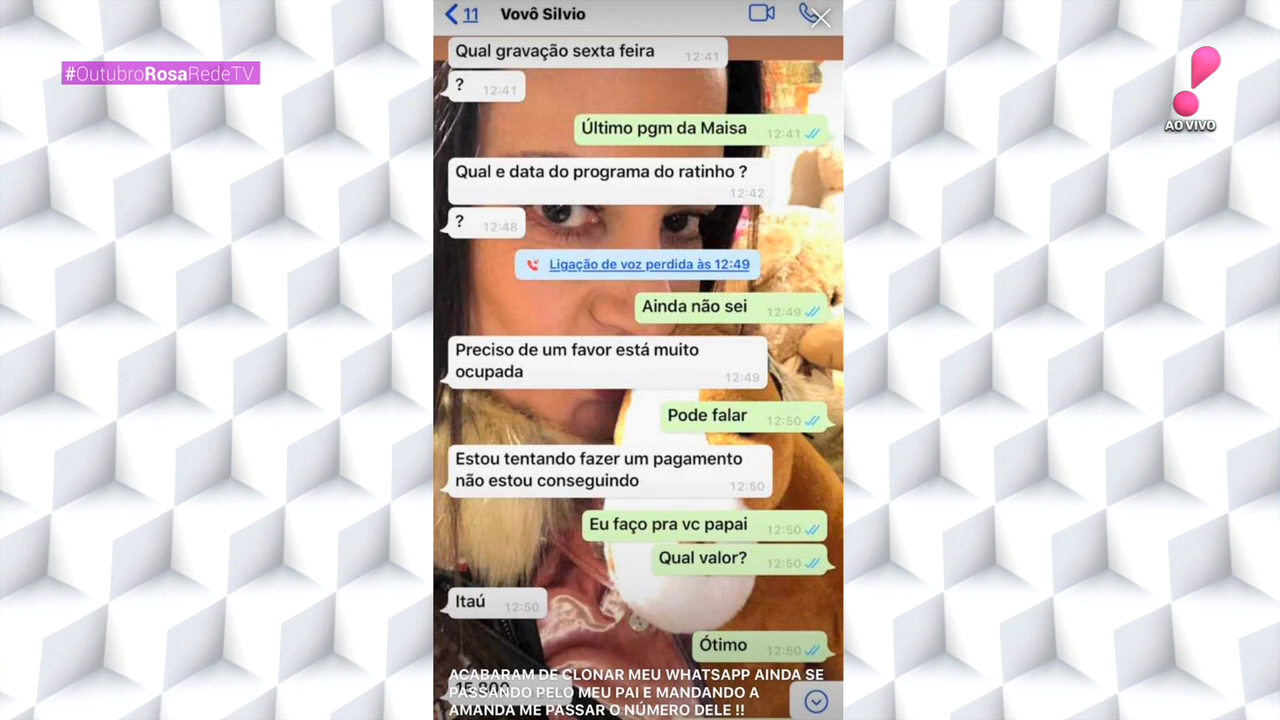 11 Vovô Silvio
#OutubroRosaRedeTV
AO VIVO
Qual gravação sexta feira 12:41
? 12:41
Último pgm da Maisa 12:41
Qual e data do programa do ratinho ?
12:42
? 12:48
Ligação de voz perdida às 12:49
Ainda não sei 12:49
Preciso de um favor está muito
ocupada 12:49
Pode falar 12:50
Estou tentando fazer um pagamento
não estou conseguindo 12:50
Eu faço pra vc papai 12:50
Qual valor? 12:50
Itaú 12:50
Ótimo 12:50
ACABARAM DE CLONAR MEU WHATSAPP AINDA SE
PASSANDO PELO MEU PAI E MANDANDO A
AMANDA ME PASSAR O NÚMERO DELE !!